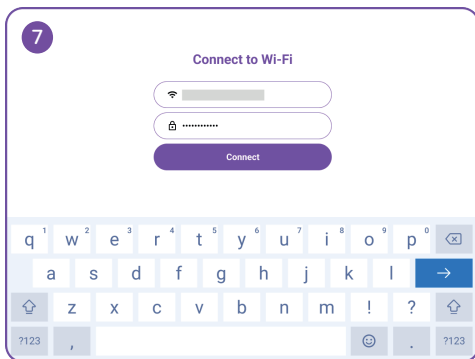 7
Connect to Wi-Fi
••••••••••••
Connect
q 1 w 2 e 3 r 4 t 5 y 6 u 7 i 8 o 9 p 0
a s d f g h j k l
z x c v b n m ! ?
?123 , . ?123